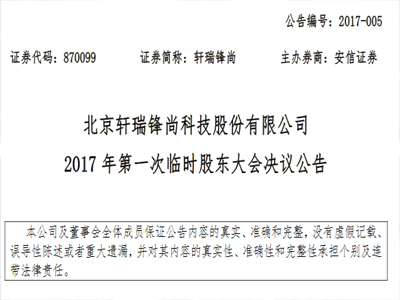 公告编号：2017-005
证券代码：870099 证券简称：轩瑞锋尚 主办券商：安信证券
北京轩瑞锋尚科技股份有限公司
2017 年第一次临时股东大会决议公告
本公司及董事会全体成员保证公告内容的真实、准确和完整，没有虚假记载、
误导性陈述或者重大遗漏，并对其内容的真实性、准确性和完整性承担个别及连
带法律责任。